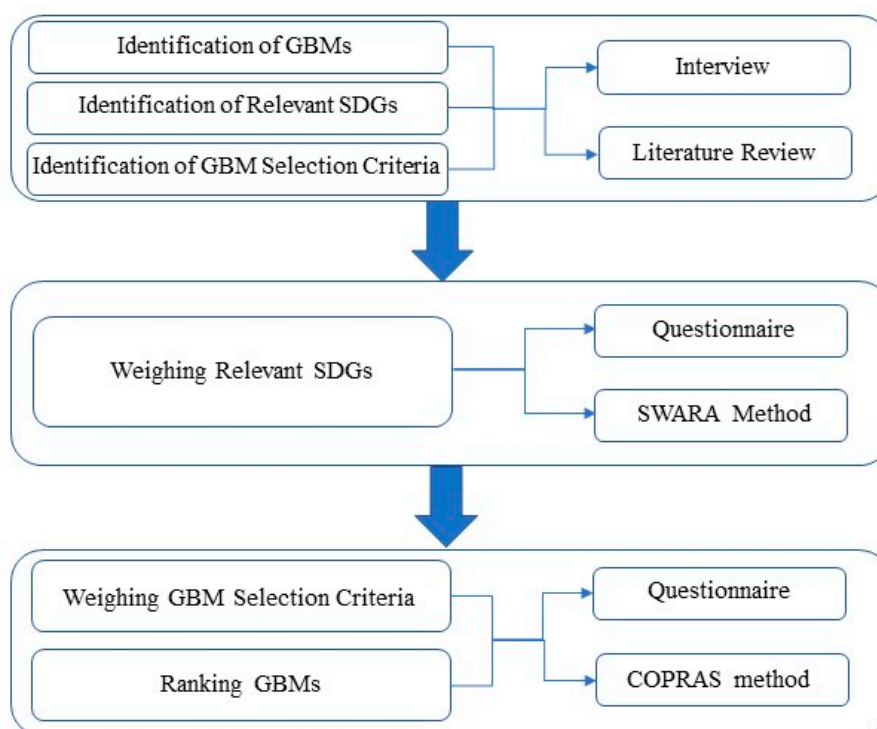 Identification of GBMs
Identification of Relevant SDGs
Identification of GBM Selection Criteria
Interview
Literature Review
Weighing Relevant SDGs
Questionnaire
SWARA Method
Weighing GBM Selection Criteria
Ranking GBMs
Questionnaire
COPRAS method